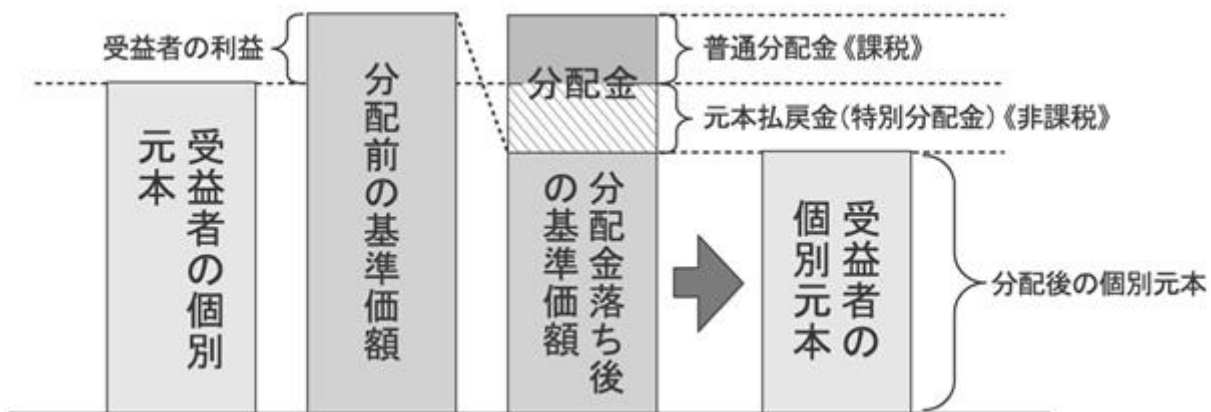 受益者の利益
受益者の個別
元本
分配前の基準価額
分配金
分配金落ち後
の基準価額
普通分配金《課税》
元本払戻金(特別分配金)《非課税》
受益者の
個別元本
分配後の個別元本